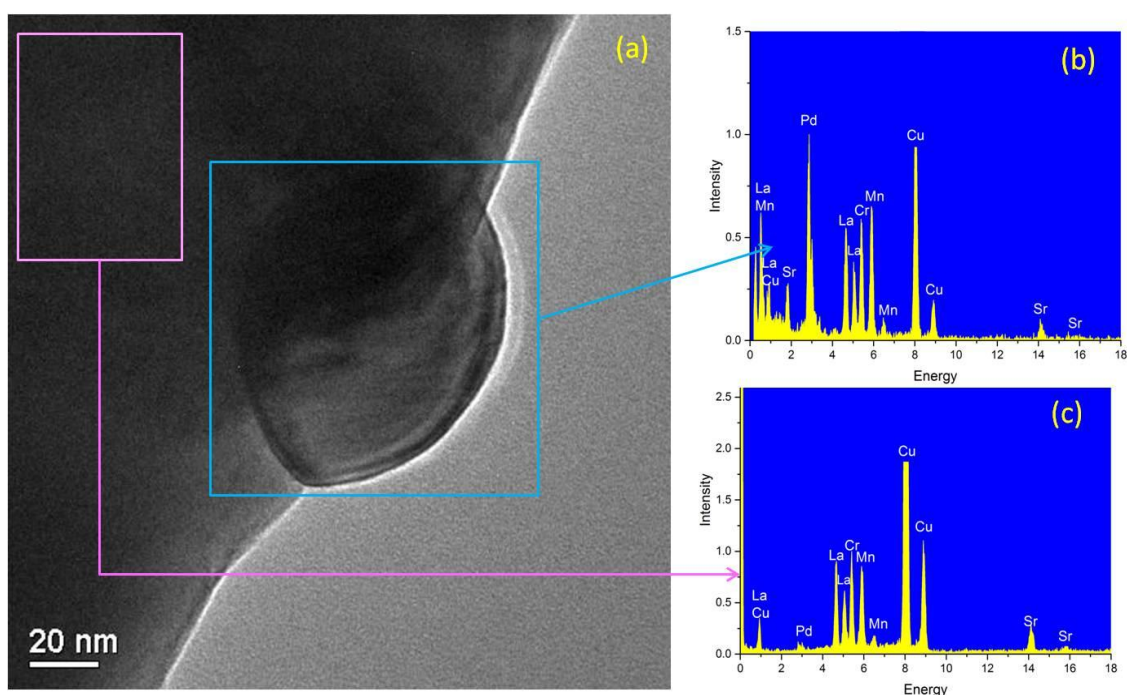 (a)
20 nm
(b)
1.5
1.0
0.5
0.0
Intensity
La
Mn
La
Cu
Sr
Pd
La
La
Cr
Mn
Mn
Cu
Cu
Sr
Sr
0 2 4 6 8 10 12 14 16 18
Energy
(c)
2.5
2.0
1.5
1.0
0.5
0.0
Intensity
La
Cu
Pd
La
La
Cr
Mn
Mn
Cu
Cu
Sr
Sr
0 2 4 6 8 10 12 14 16 18
Energy